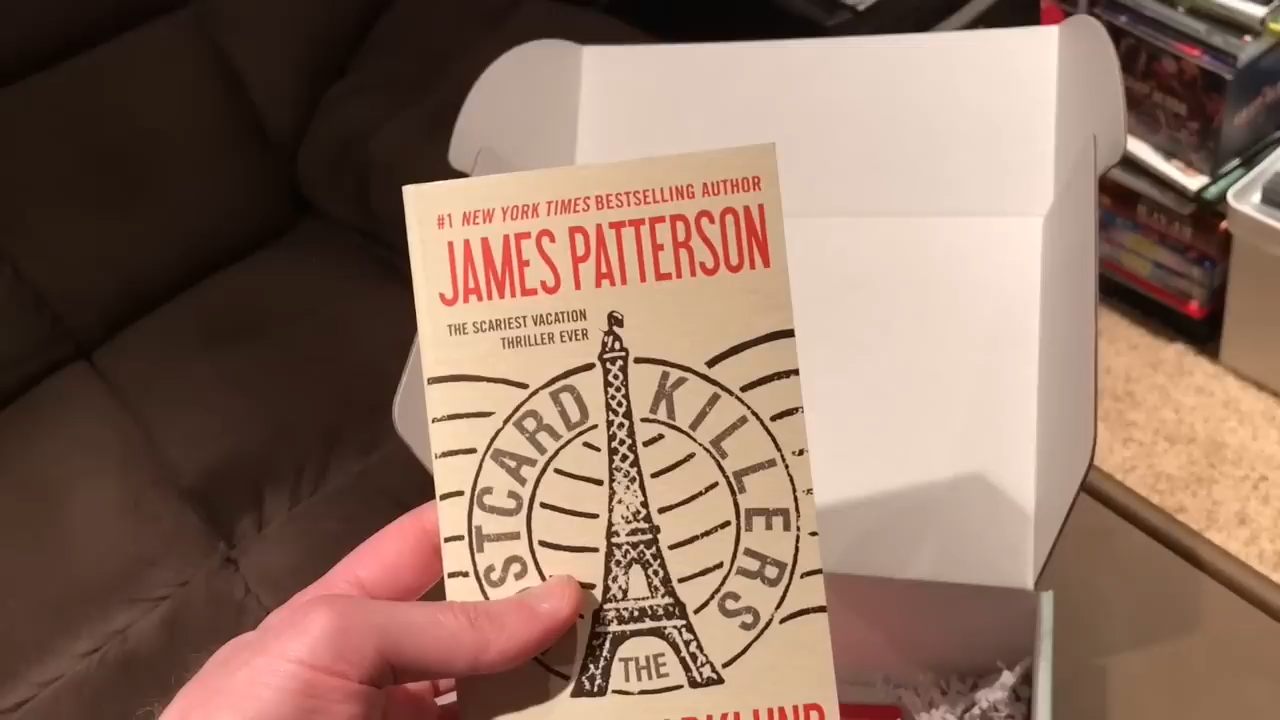 #1 NEW YORK TIMES BESTSELLING AUTHOR
JAMES PATTERSON
THE SCARIEST VACATION
THRILLER EVER
STCARD KILLERS
THE